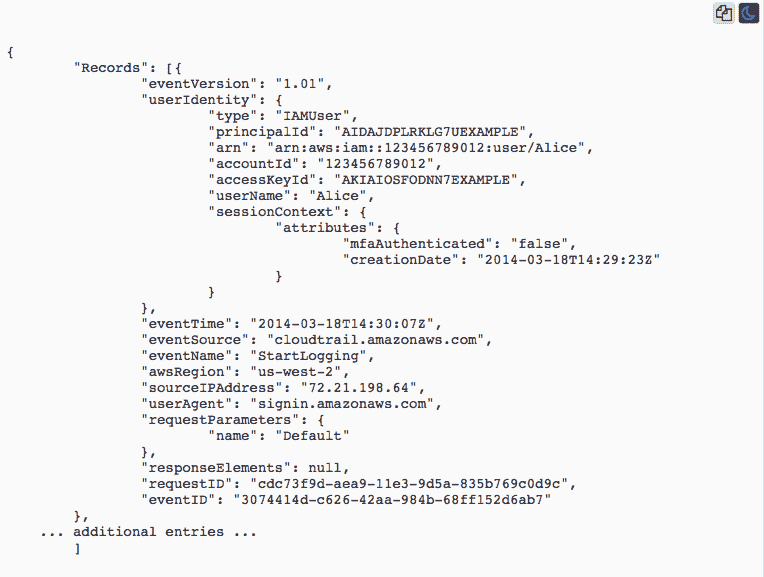 {
"Records": [{
"eventVersion": "1.01",
"userIdentity": {
"type": "IAMUser",
"principalId": "AIDAJDPLRKLG7UEXAMPLE",
"arn": "arn:aws:iam::123456789012:user/Alice",
"accountId": "123456789012",
"accessKeyId": "AKIAIOSFODNN7EXAMPLE",
"userName": "Alice",
"sessionContext": {
"attributes": {
"mfaAuthenticated": "false",
"creationDate": "2014-03-18T14:29:23Z"
}
}
},
"eventTime": "2014-03-18T14:30:07Z",
"eventSource": "cloudtrail.amazonaws.com",
"eventName": "StartLogging",
"awsRegion": "us-west-2",
"sourceIPAddress": "72.21.198.64",
"userAgent": "signin.amazonaws.com",
"requestParameters": {
"name": "Default"
},
"responseElements": null,
"requestID": "cdc73f9d-aea9-11e3-9d5a-835b769c0d9c",
"eventID": "3074414d-c626-42aa-984b-68ff152d6ab7"
},
... additional entries ...
]